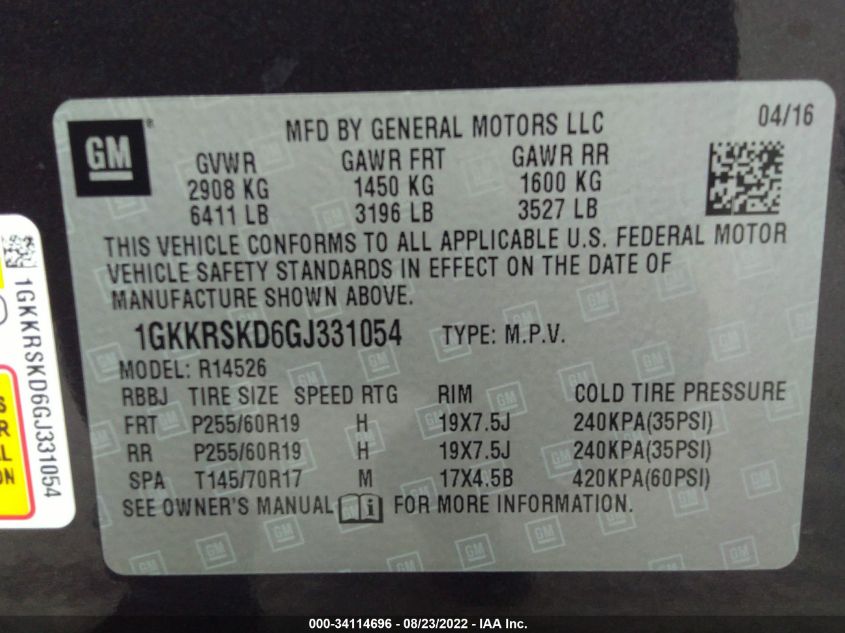 GM
MFD BY GENERAL MOTORS LLC
04/16
GVWR GAWR FRT GAWR RR
2908 KG 1450 KG 1600 KG
6411 LB 3196 LB 3527 LB
THIS VEHICLE CONFORMS TO ALL APPLICABLE U.S. FEDERAL MOTOR
VEHICLE SAFETY STANDARDS IN EFFECT ON THE DATE OF
MANUFACTURE SHOWN ABOVE.
1GKKRSKD6GJ331054 TYPE: M.P.V.
MODEL: R14526
RBBJ TIRE SIZE SPEED RTG RIM COLD TIRE PRESSURE
FRT P255/60R19 H 19X7.5J 240KPA(35PSI)
RR P255/60R19 H 19X7.5J 240KPA(35PSI)
SPA T145/70R17 M 17X4.5B 420KPA(60PSI)
SEE OWNER'S MANUAL FOR MORE INFORMATION.
1GKKRSKD6GJ331054
000-34114696 - 08/23/2022 - IAA Inc.